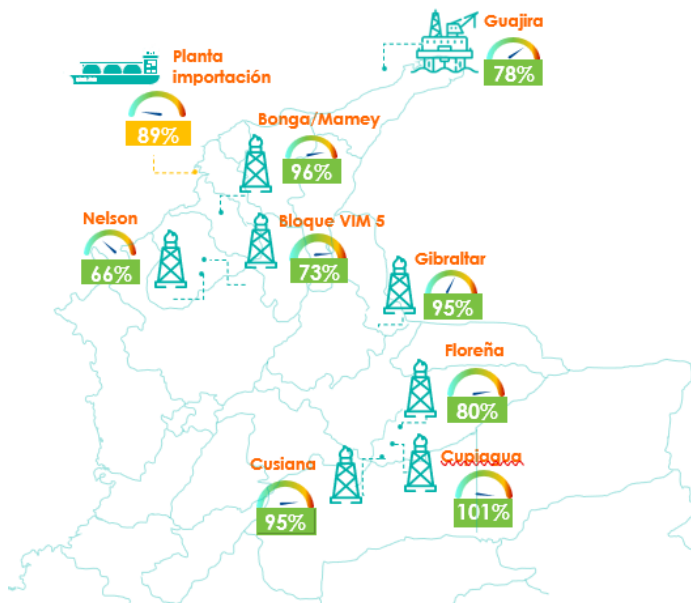 Guajira
78%
Planta
importación
89%
Bonga/Mamey
96%
Nelson
66%
Bloque VIM 5
73%
Gibraltar
95%
Floreña
80%
Cusiana
95%
Cupiagua
101%